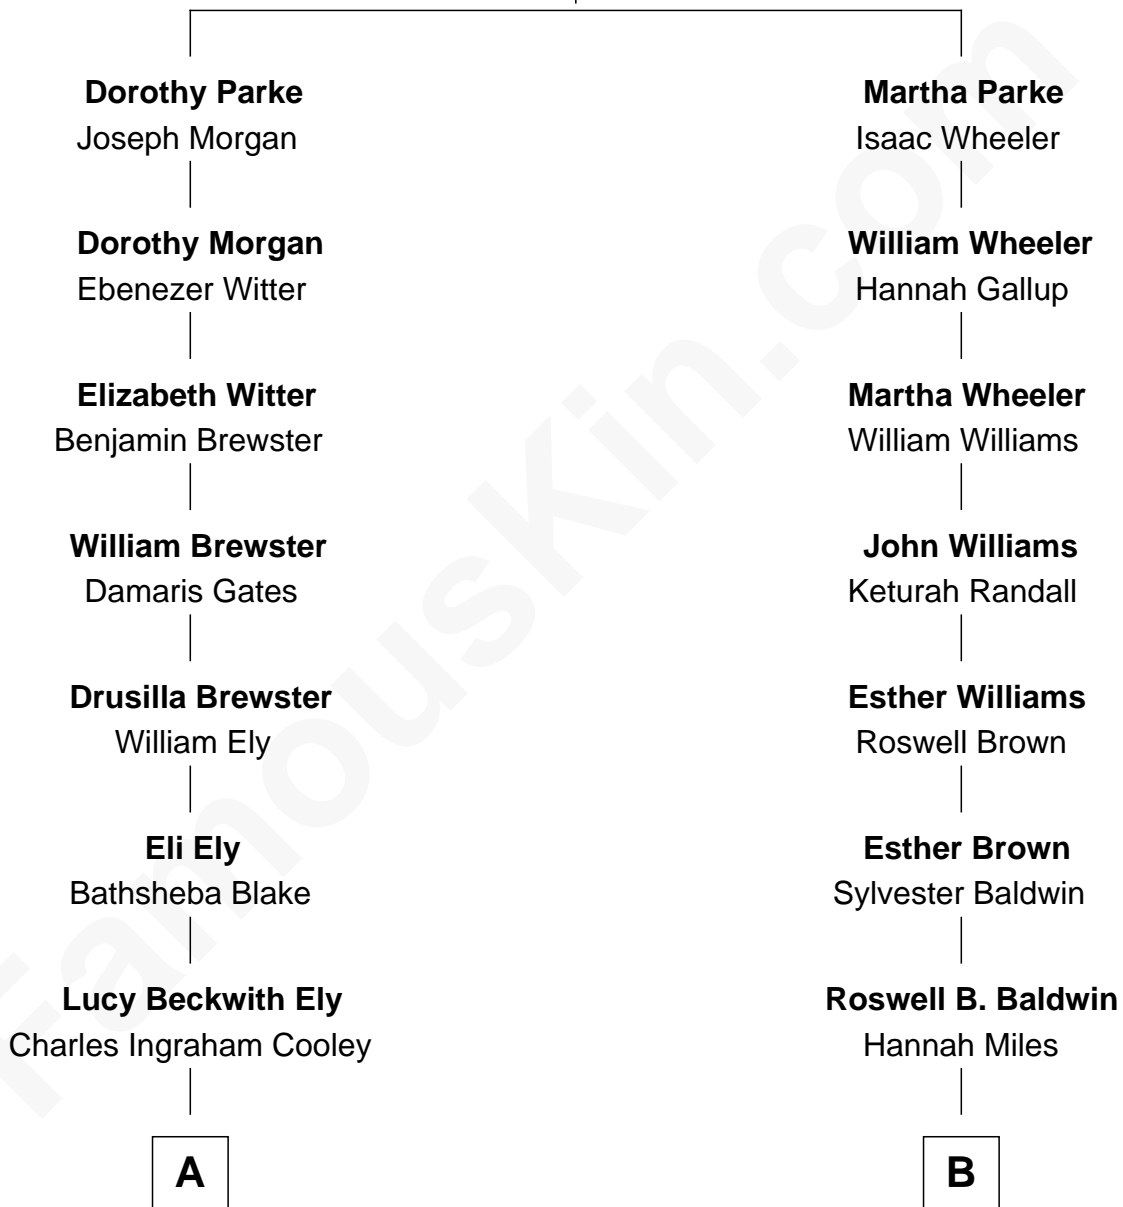 Dorothy Parke
Joseph Morgan
Dorothy Morgan
Ebenezer Witter
Elizabeth Witter
Benjamin Brewster
William Brewster
Damaris Gates
Drusilla Brewster
William Ely
Eli Ely
Bathsheba Blake
Lucy Beckwith Ely
Charles Ingraham Cooley
A
Martha Parke
Isaac Wheeler
William Wheeler
Hannah Gallup
Martha Wheeler
William Williams
John Williams
Keturah Randall
Esther Williams
Roswell Brown
Esther Brown
Sylvester Baldwin
Roswell B. Baldwin
Hannah Miles
B
FamousKin.com